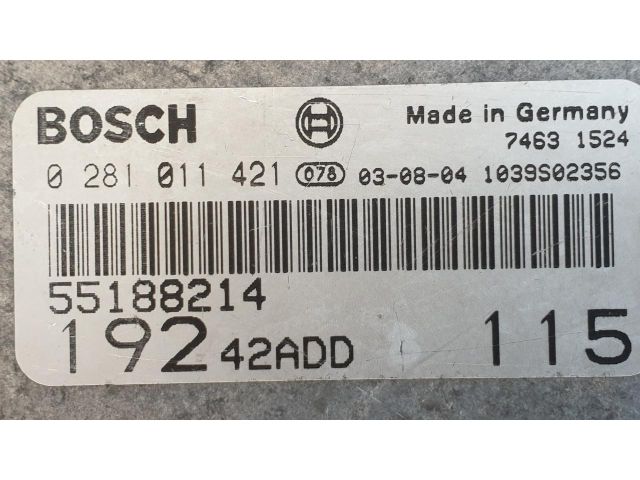 BOSCH Made in Germany
7463 1524
0 281 011 421 078 03-08-04 1039S02356
55188214
192 42ADD 115